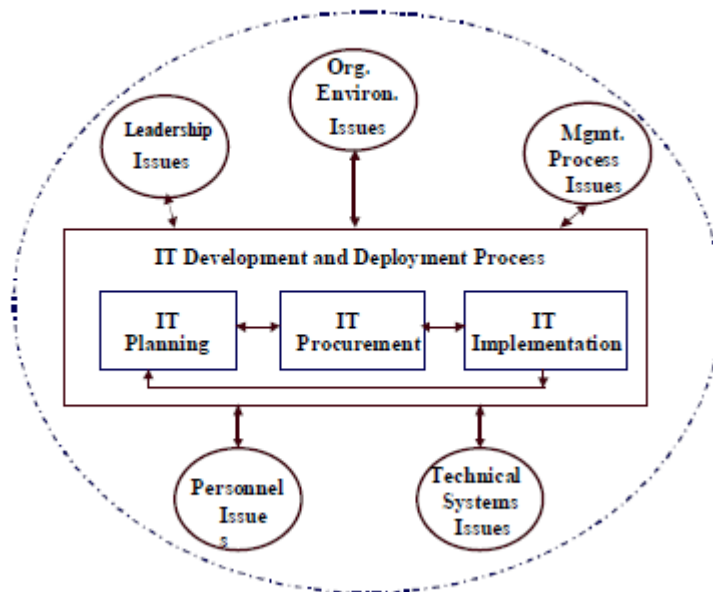 Org.
Environ.
Issues
Leadership
Issues
Mgmt.
Process
Issues
IT Development and Deployment Process
IT
Planning
IT
Procurement
IT
Implementation
Personnel
Issue
s
Technical
Systems
Issues